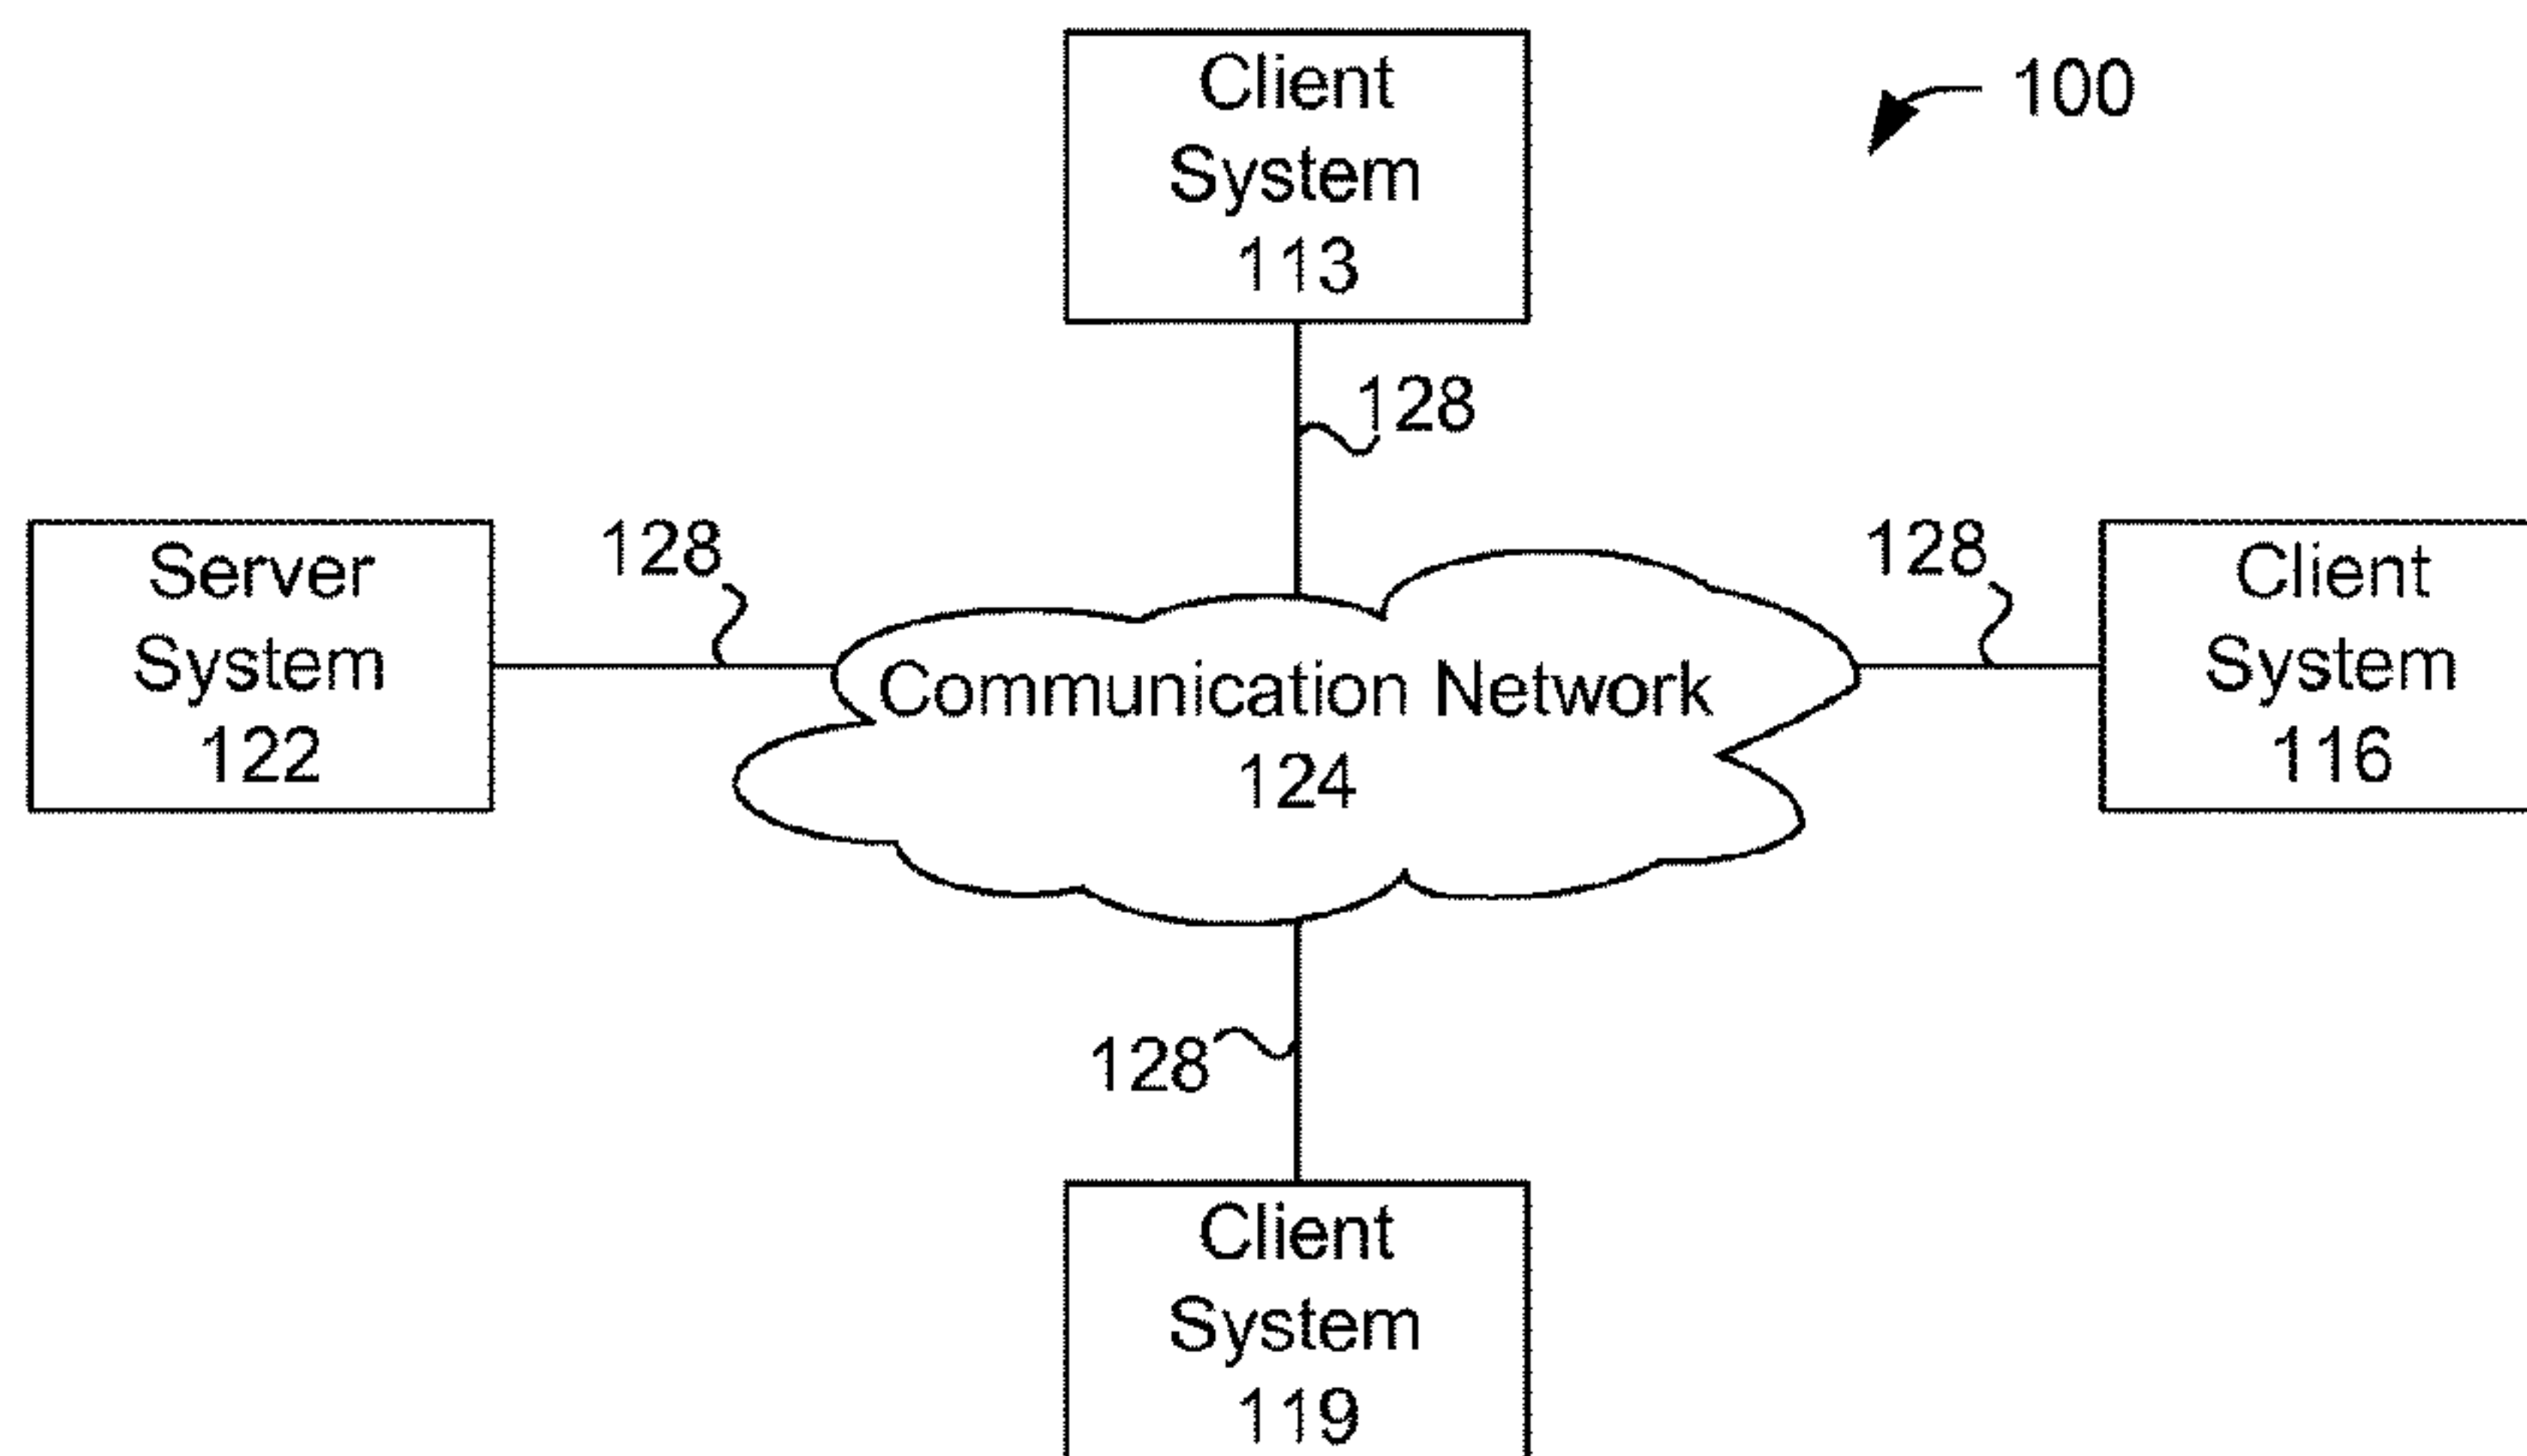 Client
System
113
100
128
Server
System
122
128
128
Client
System
116
Communication Network
124
128
Client
System
119